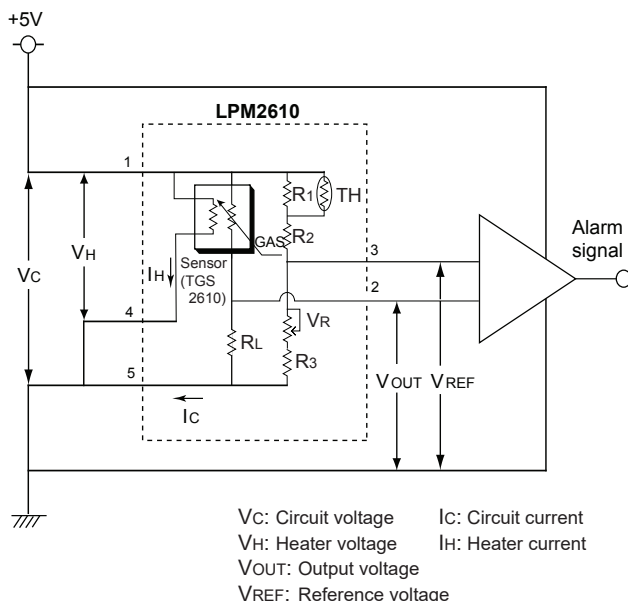 +5V
LPM2610
1
R1
TH
R2
GAS
3
VH
VC
IH
Sensor
(TGS
2610)
2
Alarm
signal
4
VR
RL
R3
5
VOUT
VREF
IC
VC: Circuit voltage IC: Circuit current
VH: Heater voltage IH: Heater current
VOUT: Output voltage
VREF: Reference voltage